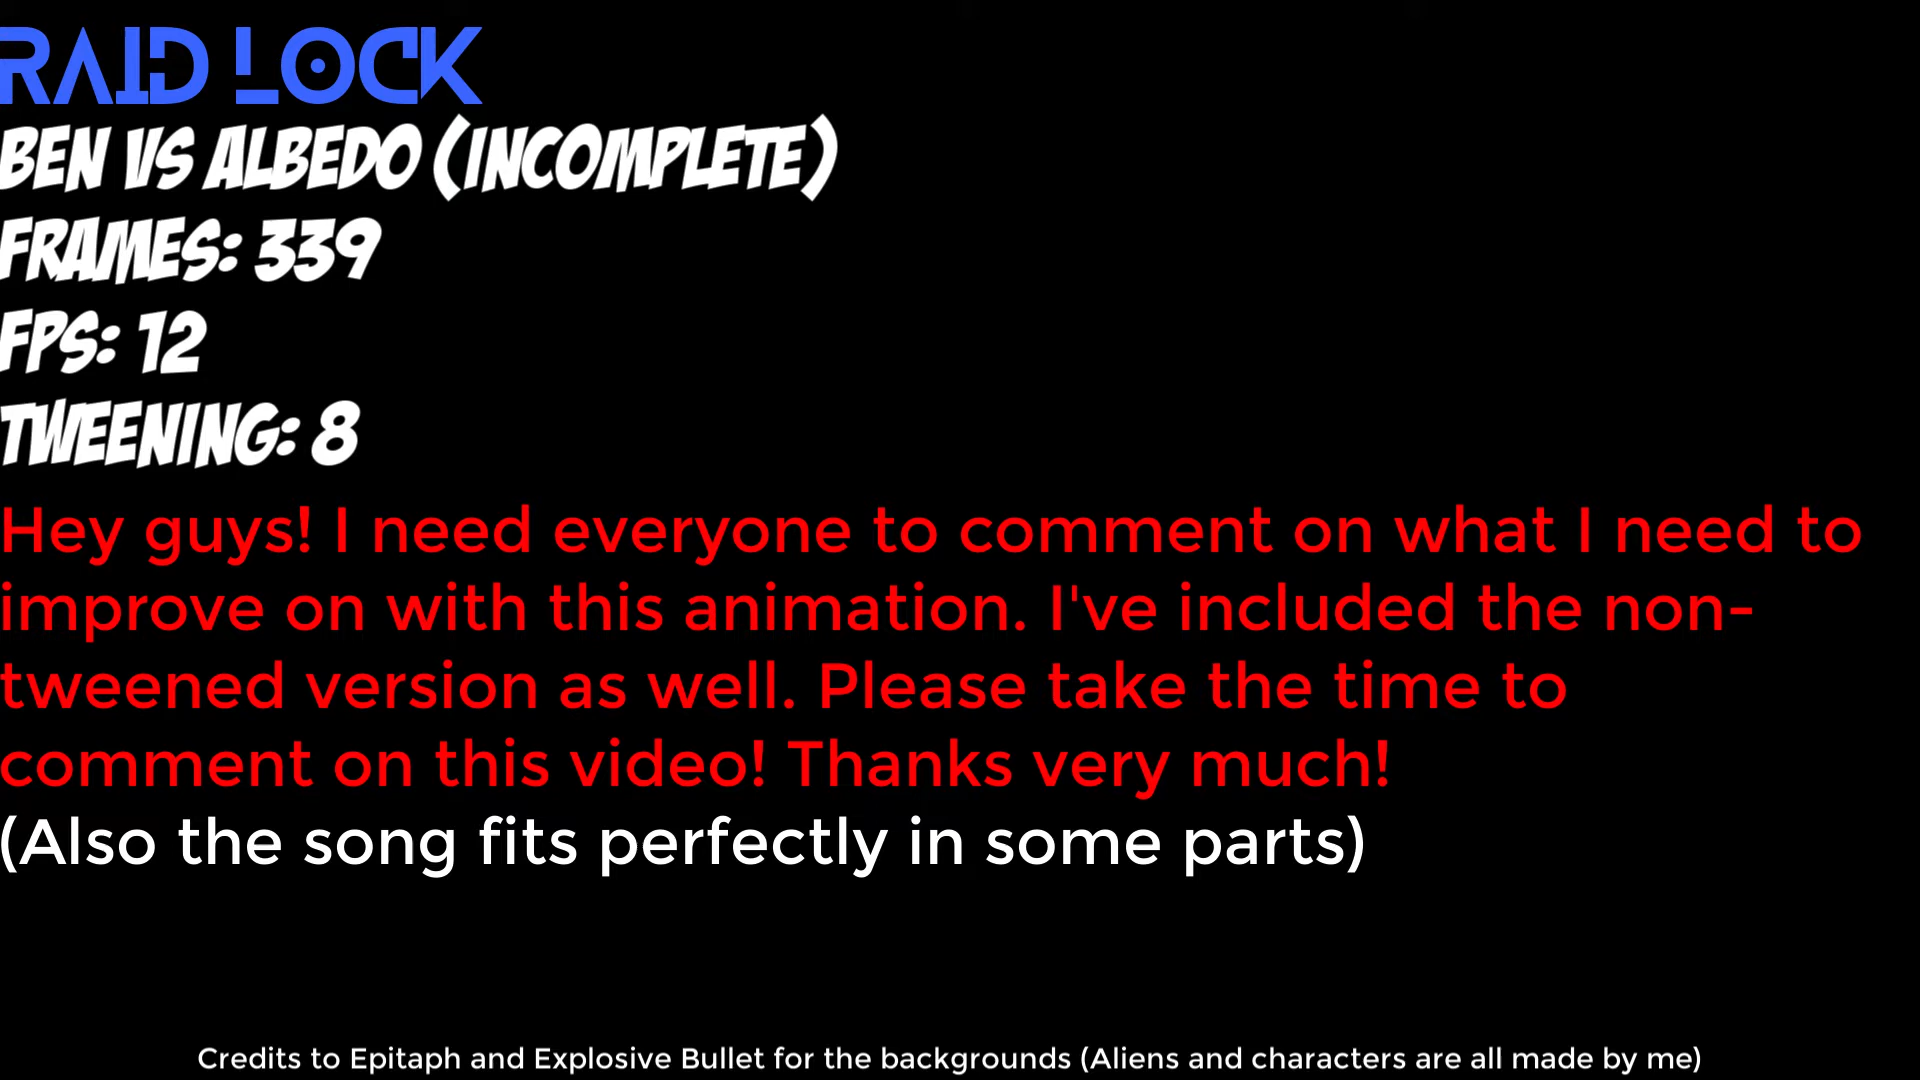 RAID LOCK
BEN VS ALBEDO (INCOMPLETE)
FRAMES: 339
FPS: 12
TWEENING: 8
Hey guys! I need everyone to comment on what I need to
improve on with this animation. I've included the non-
tweened version as well. Please take the time to
comment on this video! Thanks very much!
(Also the song fits perfectly in some parts)
Credits to Epitaph and Explosive Bullet for the backgrounds (Aliens and characters are all made by me)